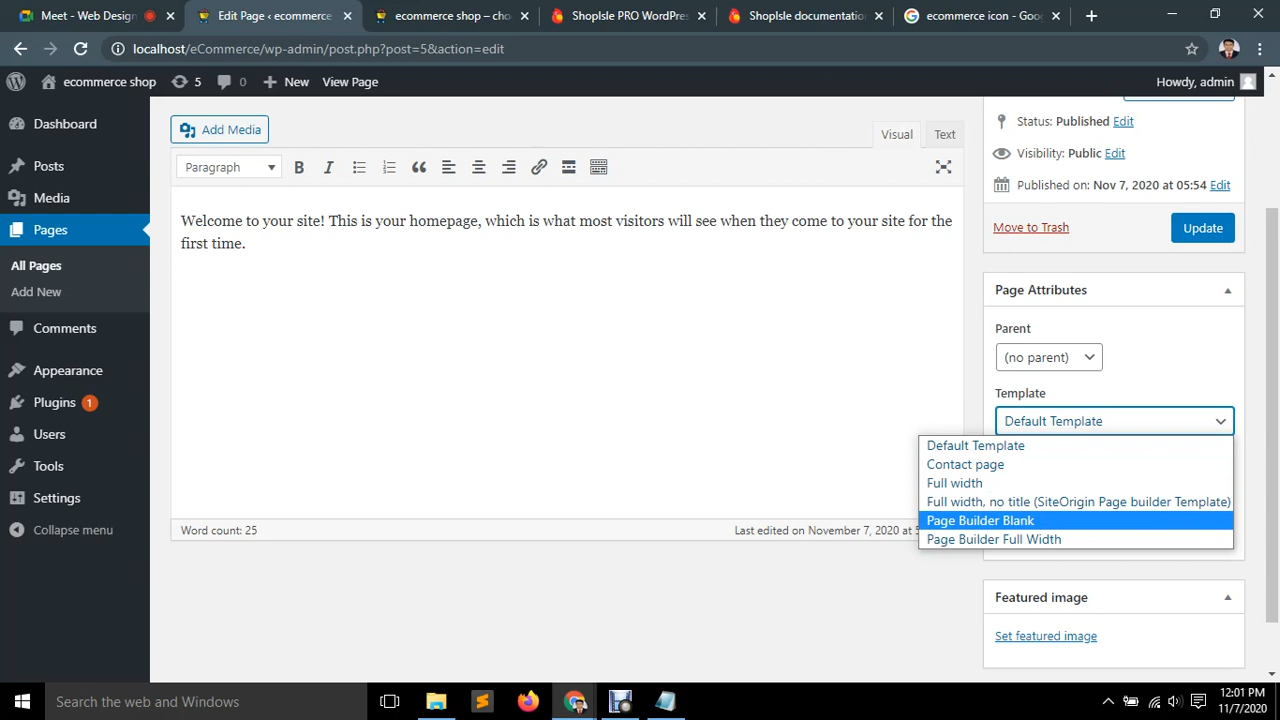 Meet - Web Design
Edit Page ‹ ecommerce
ecommerce shop – cho
ShopIsle PRO WordPres
ShopIsle documentatio
ecommerce icon - Goo
localhost/eCommerce/wp-admin/post.php?post=5&action=edit
ecommerce shop 5 0 New View Page Howdy, admin
Dashboard
Posts
Media
Pages
All Pages
Add New
Comments
Appearance
Plugins 1
Users
Tools
Settings
Collapse menu
Add Media
Visual Text
Paragraph
Welcome to your site! This is your homepage, which is what most visitors will see when they come to your site for the
first time.
Word count: 25 Last edited on November 7, 2020 at
Status: Published Edit
Visibility: Public Edit
Published on: Nov 7, 2020 at 05:54 Edit
Move to Trash Update
Page Attributes
Parent
(no parent)
Template
Default Template
Default Template
Contact page
Full width
Full width, no title (SiteOrigin Page builder Template)
Page Builder Blank
Page Builder Full Width
Featured image
Set featured image
Search the web and Windows
12:01 PM
11/7/2020